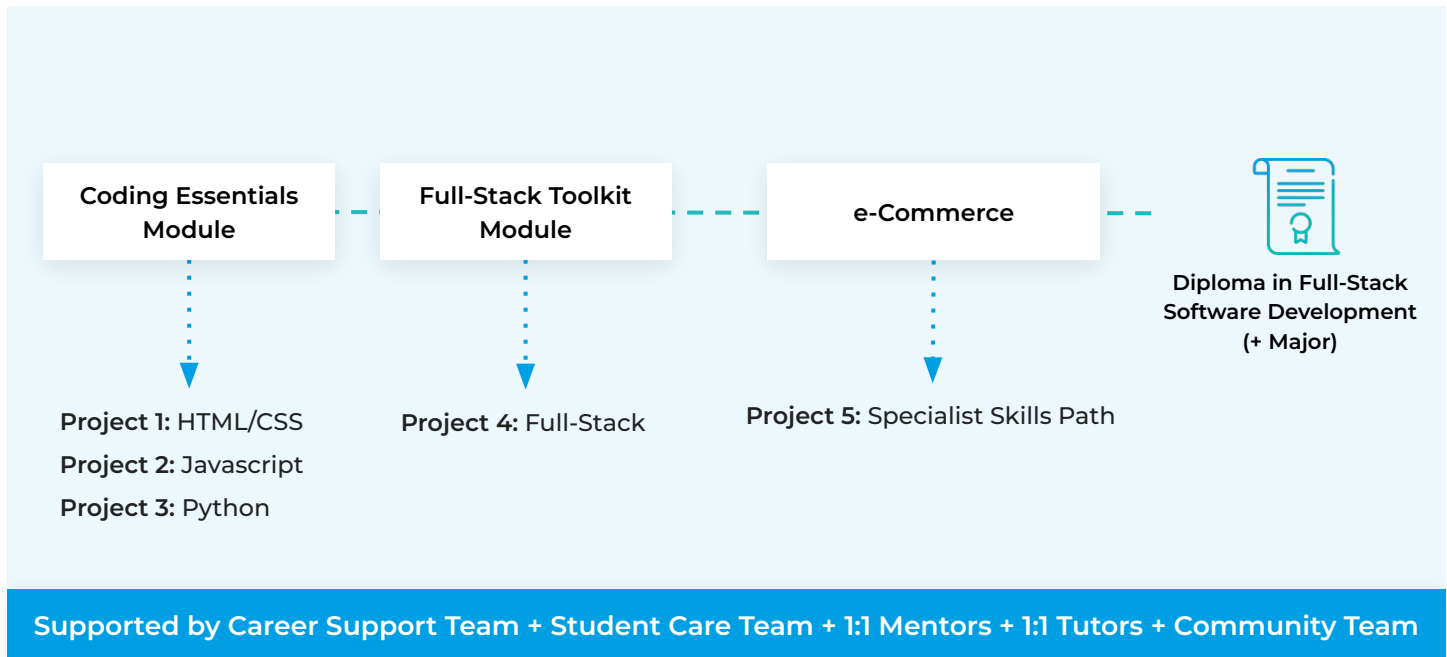 Coding Essentials
Module
Full-Stack Toolkit
Module
e-Commerce
Diploma in Full-Stack
Software Development
(+ Major)
Project 1: HTML/CSS
Project 2: Javascript
Project 3: Python
Project 4: Full-Stack
Project 5: Specialist Skills Path
Supported by Career Support Team + Student Care Team + 1:1 Mentors + 1:1 Tutors + Community Team